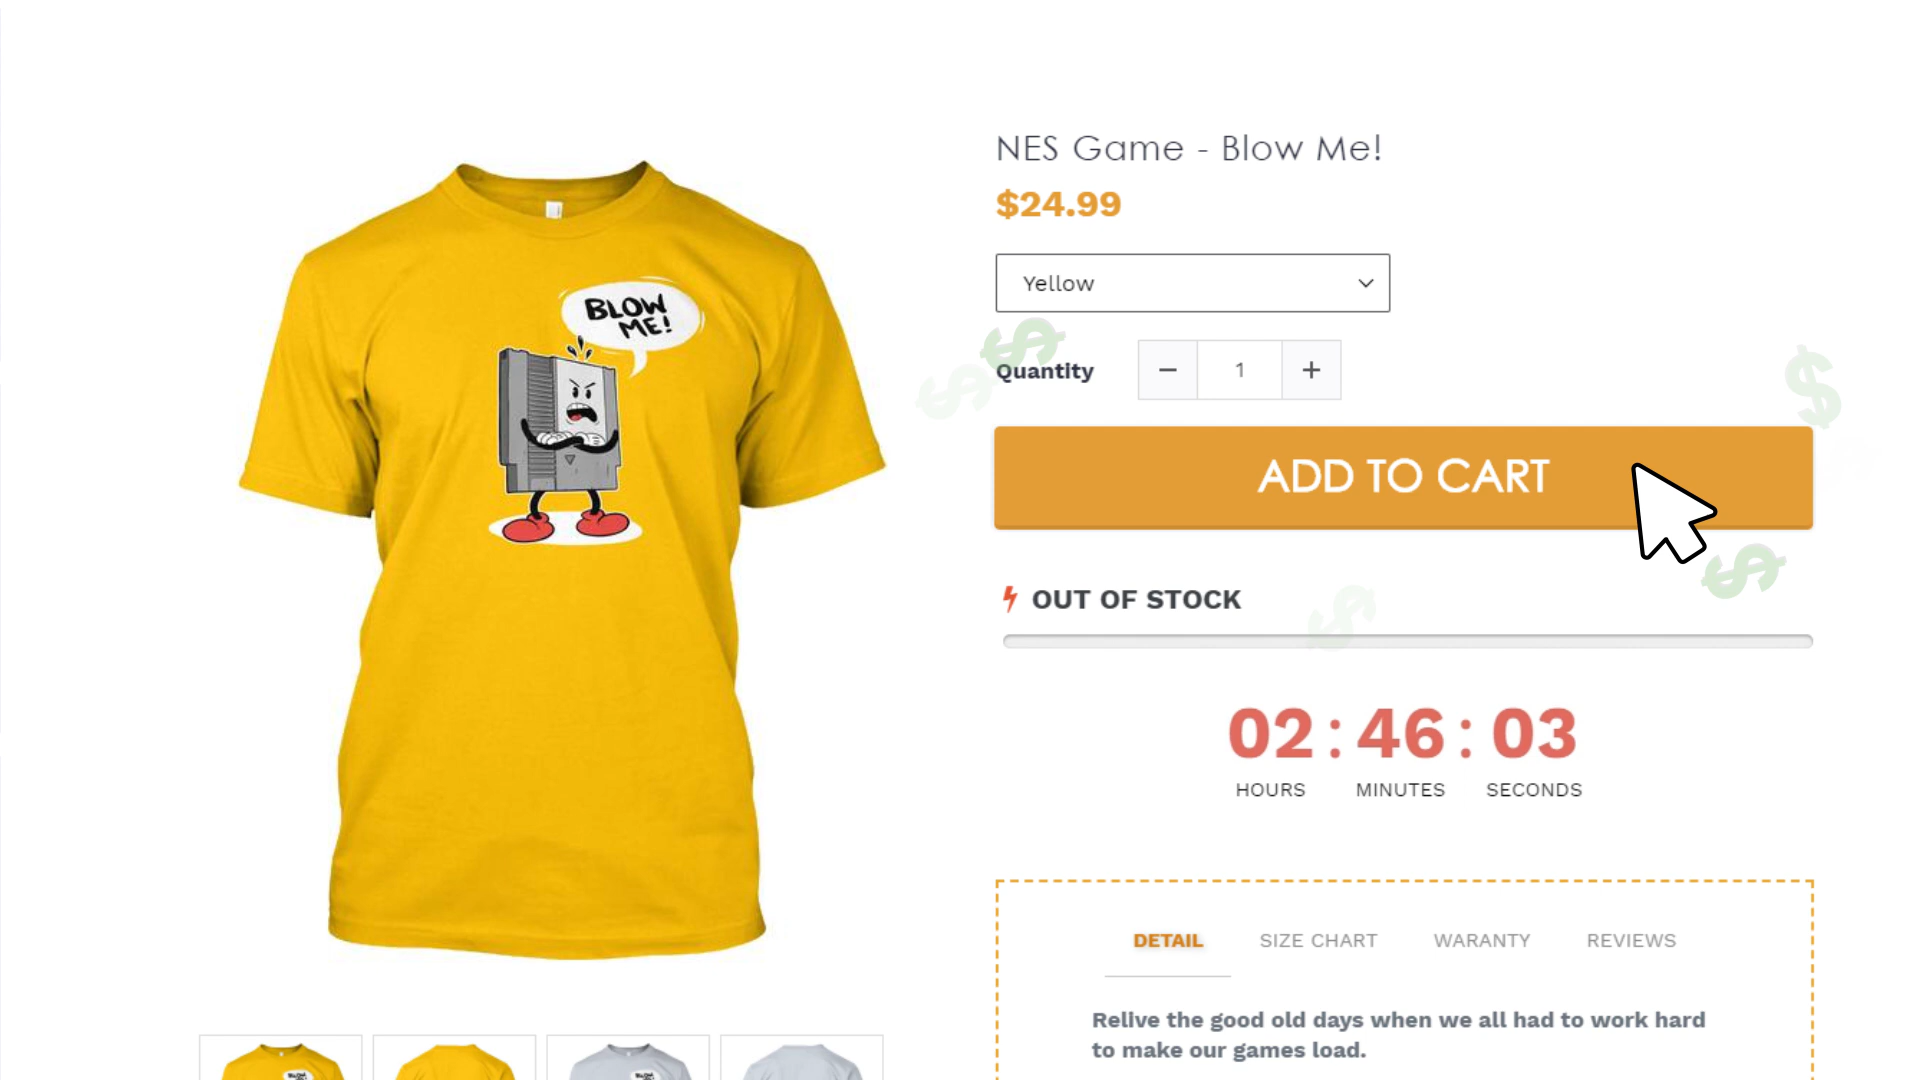 NES Game - Blow Me!
$24.99
Yellow
Quantity
1
ADD TO CART
OUT OF STOCK
02 : 46 : 03
HOURS MINUTES SECONDS
DETAIL SIZE CHART WARANTY REVIEWS
Relive the good old days when we all had to work hard
to make our games load.
BLOW
ME!